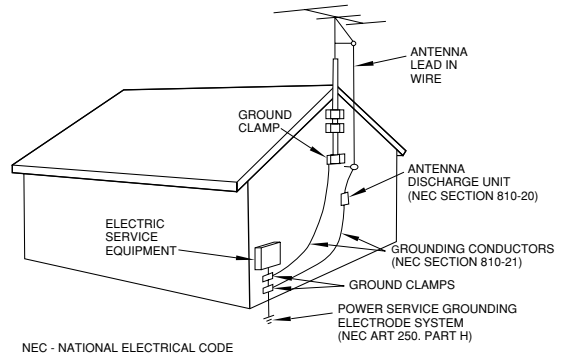 ANTENNA
LEAD IN
WIRE
GROUND
CLAMP
ANTENNA
DISCHARGE UNIT
(NEC SECTION 810-20)
ELECTRIC
SERVICE
EQUIPMENT
GROUNDING CONDUCTORS
(NEC SECTION 810-21)
GROUND CLAMPS
POWER SERVICE GROUNDING
ELECTRODE SYSTEM
(NEC ART 250. PART H)
NEC - NATIONAL ELECTRICAL CODE